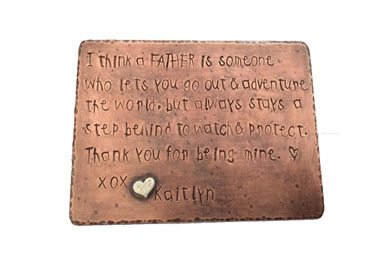 I think a FATHER is someone
who lets you go out & adventure
the world. but always stays a
step behind to watch & protect.
Thank you for being mine. ♡
xox Kaitlyn